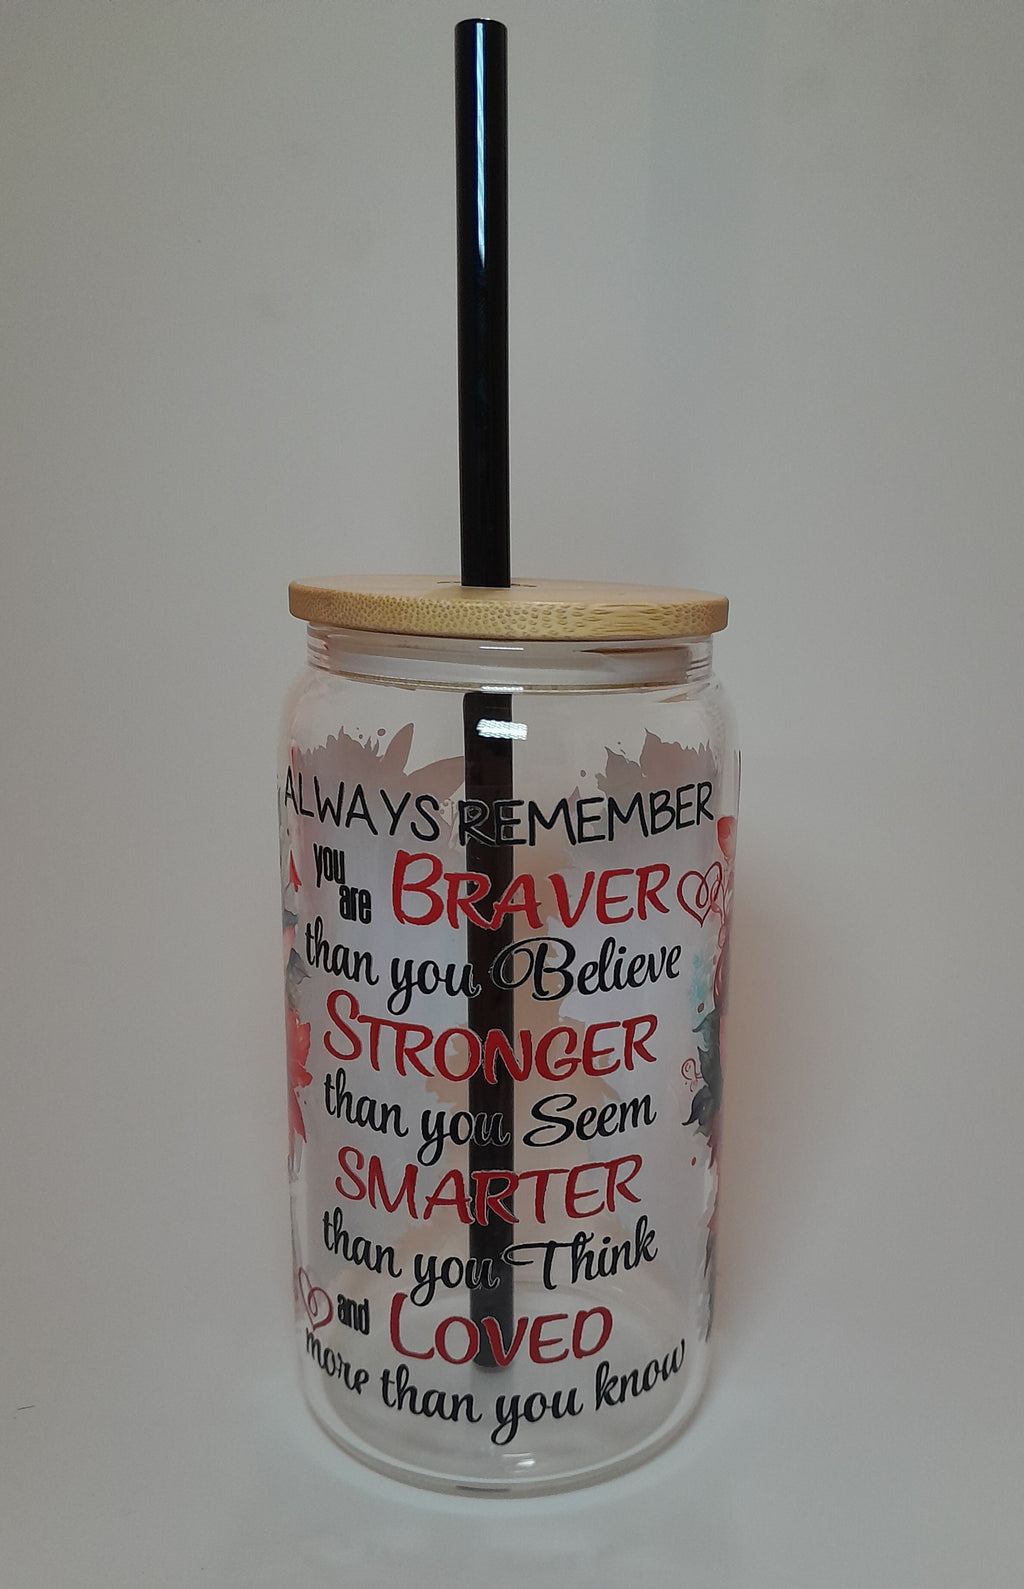 ALWAYS REMEMBER
you are BRAVER
than you Believe
STRONGER
than you Seem
SMARTER
than you Think
and LOVED
more than you know